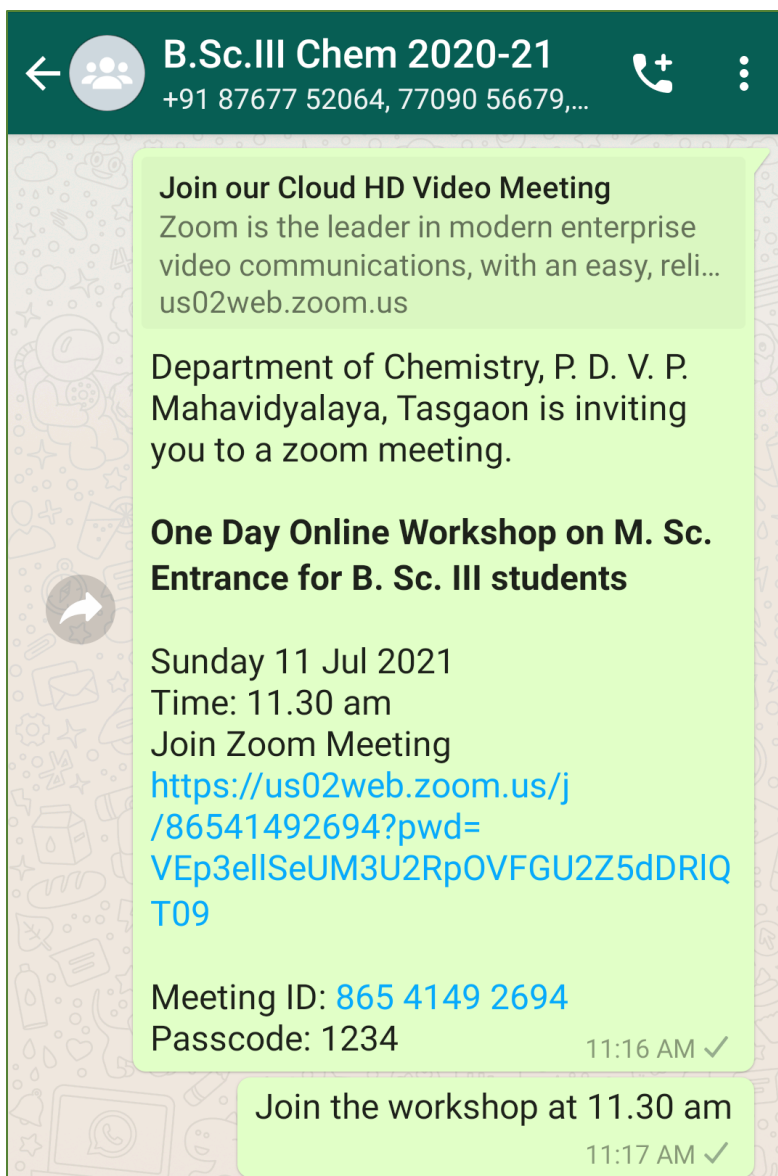 B.Sc.III Chem 2020-21
+91 87677 52064, 77090 56679,...
Join our Cloud HD Video Meeting
Zoom is the leader in modern enterprise
video communications, with an easy, reli...
us02web.zoom.us
Department of Chemistry, P. D. V. P.
Mahavidyalaya, Tasgaon is inviting
you to a zoom meeting.
One Day Online Workshop on M. Sc.
Entrance for B. Sc. III students
Sunday 11 Jul 2021
Time: 11.30 am
Join Zoom Meeting
https://us02web.zoom.us/j
/86541492694?pwd=
VEp3ellSeUM3U2RpOVFGU2Z5dDRlQ
T09
Meeting ID: 865 4149 2694
Passcode: 1234
11:16 AM
Join the workshop at 11.30 am
11:17 AM